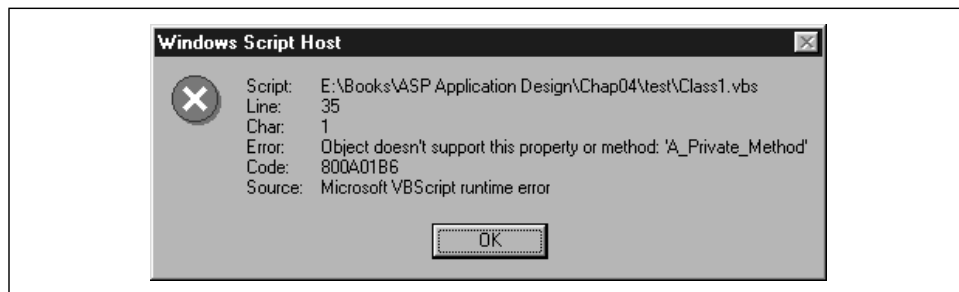 Windows Script Host
Script: E:\Books\ASP Application Design\Chap04\test\Class1.vbs
Line: 35
Char: 1
Error: Object doesn't support this property or method: 'A_Private_Method'
Code: 800A01B6
Source: Microsoft VBScript runtime error
OK